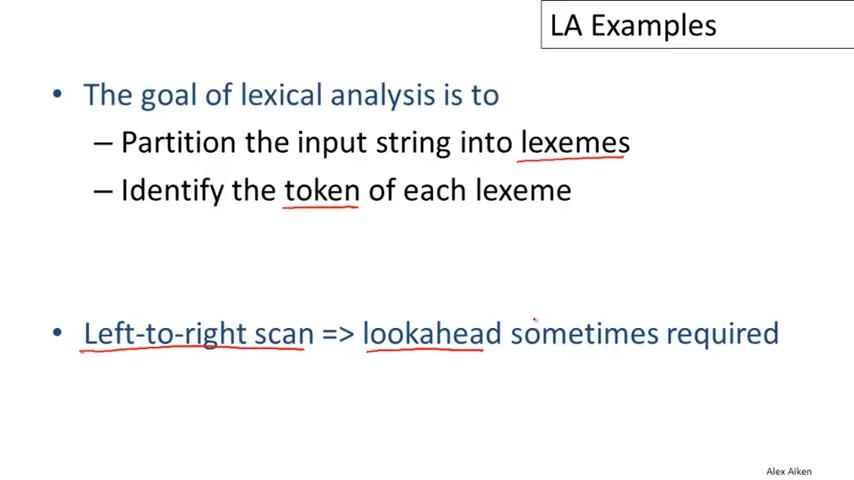 LA Examples
• The goal of lexical analysis is to
– Partition the input string into lexemes
– Identify the token of each lexeme
• Left-to-right scan => lookahead sometimes required
Alex Aiken